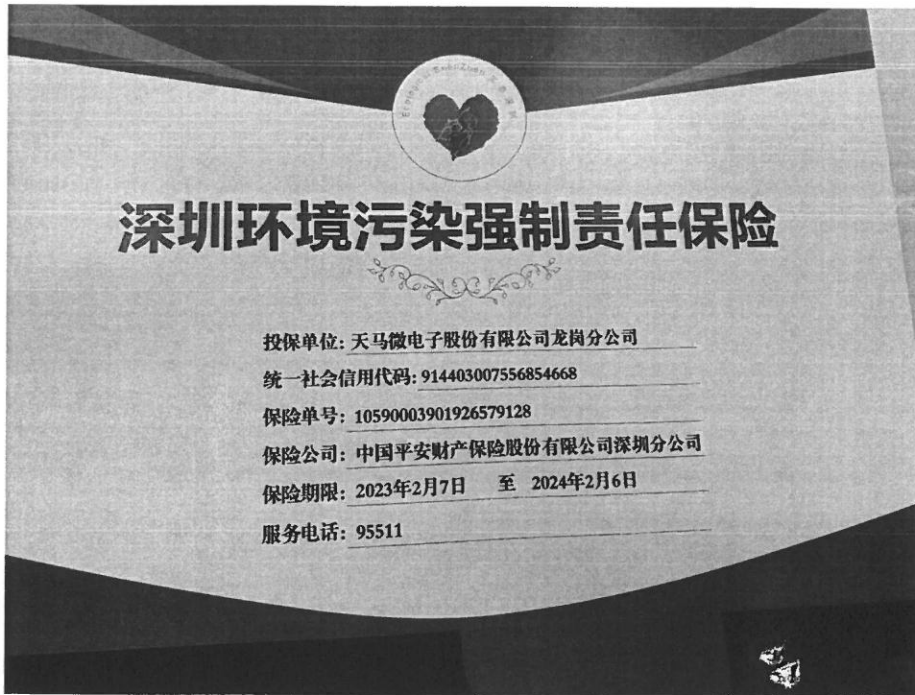 深圳环境污染强制责任保险
投保单位: 天马微电子股份有限公司龙岗分公司
统一社会信用代码: 914403007556854668
保险单号: 10590003901926579128
保险公司: 中国平安财产保险股份有限公司深圳分公司
保险期限: 2023年2月7日 至 2024年2月6日
服务电话: 95511